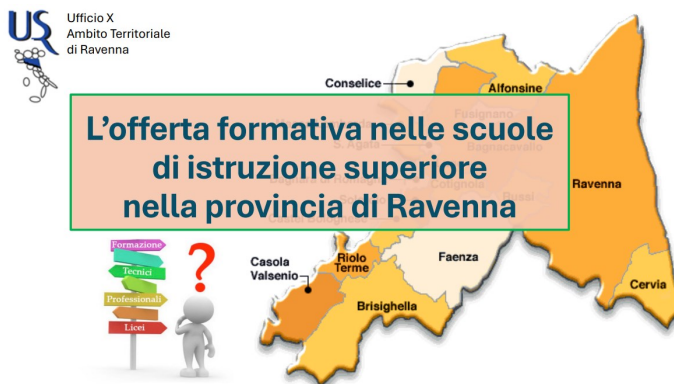 US
Ufficio X
Ambito Territoriale
di Ravenna
Conselice
Alfonsine
Fusignano
S. Agata
Bagnacavallo
L'offerta formativa nelle scuole
di istruzione superiore
nella provincia di Ravenna
Cotignola
Russi
Ravenna
Formazione
Tecnici
Professionali
Licei
?
Casola
Valsenio
Riolo
Terme
Faenza
Brisighella
Cervia